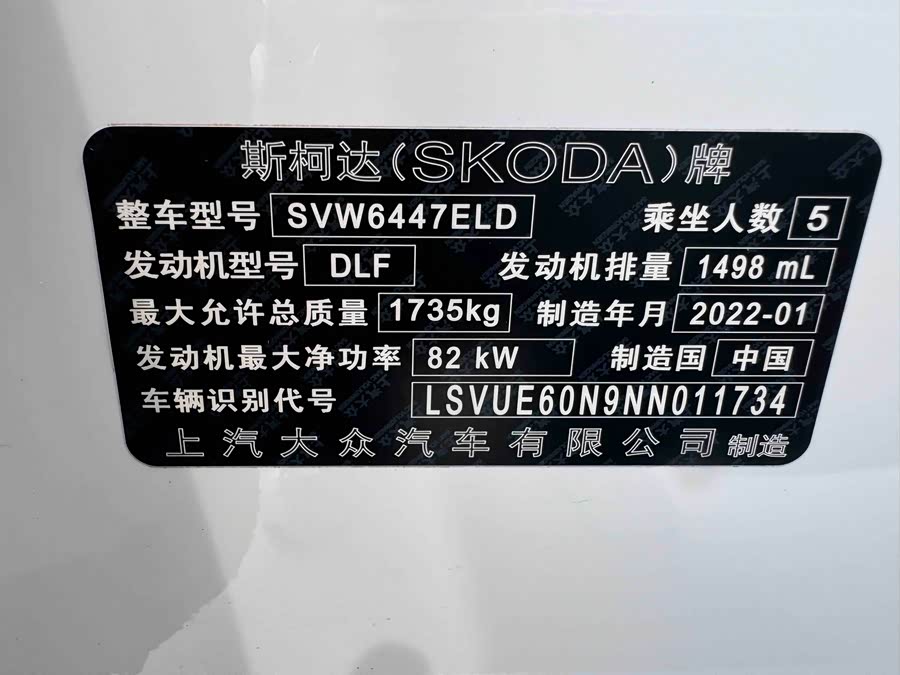 斯柯达(SKODA)牌
整车型号 SVW6447ELD 乘坐人数 5
发动机型号 DLF 发动机排量 1498 mL
最大允许总质量 1735kg 制造年月 2022-01
发动机最大净功率 82 kW 制造国 中国
车辆识别代号 LSVUE60N9NN011734
上汽大众汽车有限公司 制造